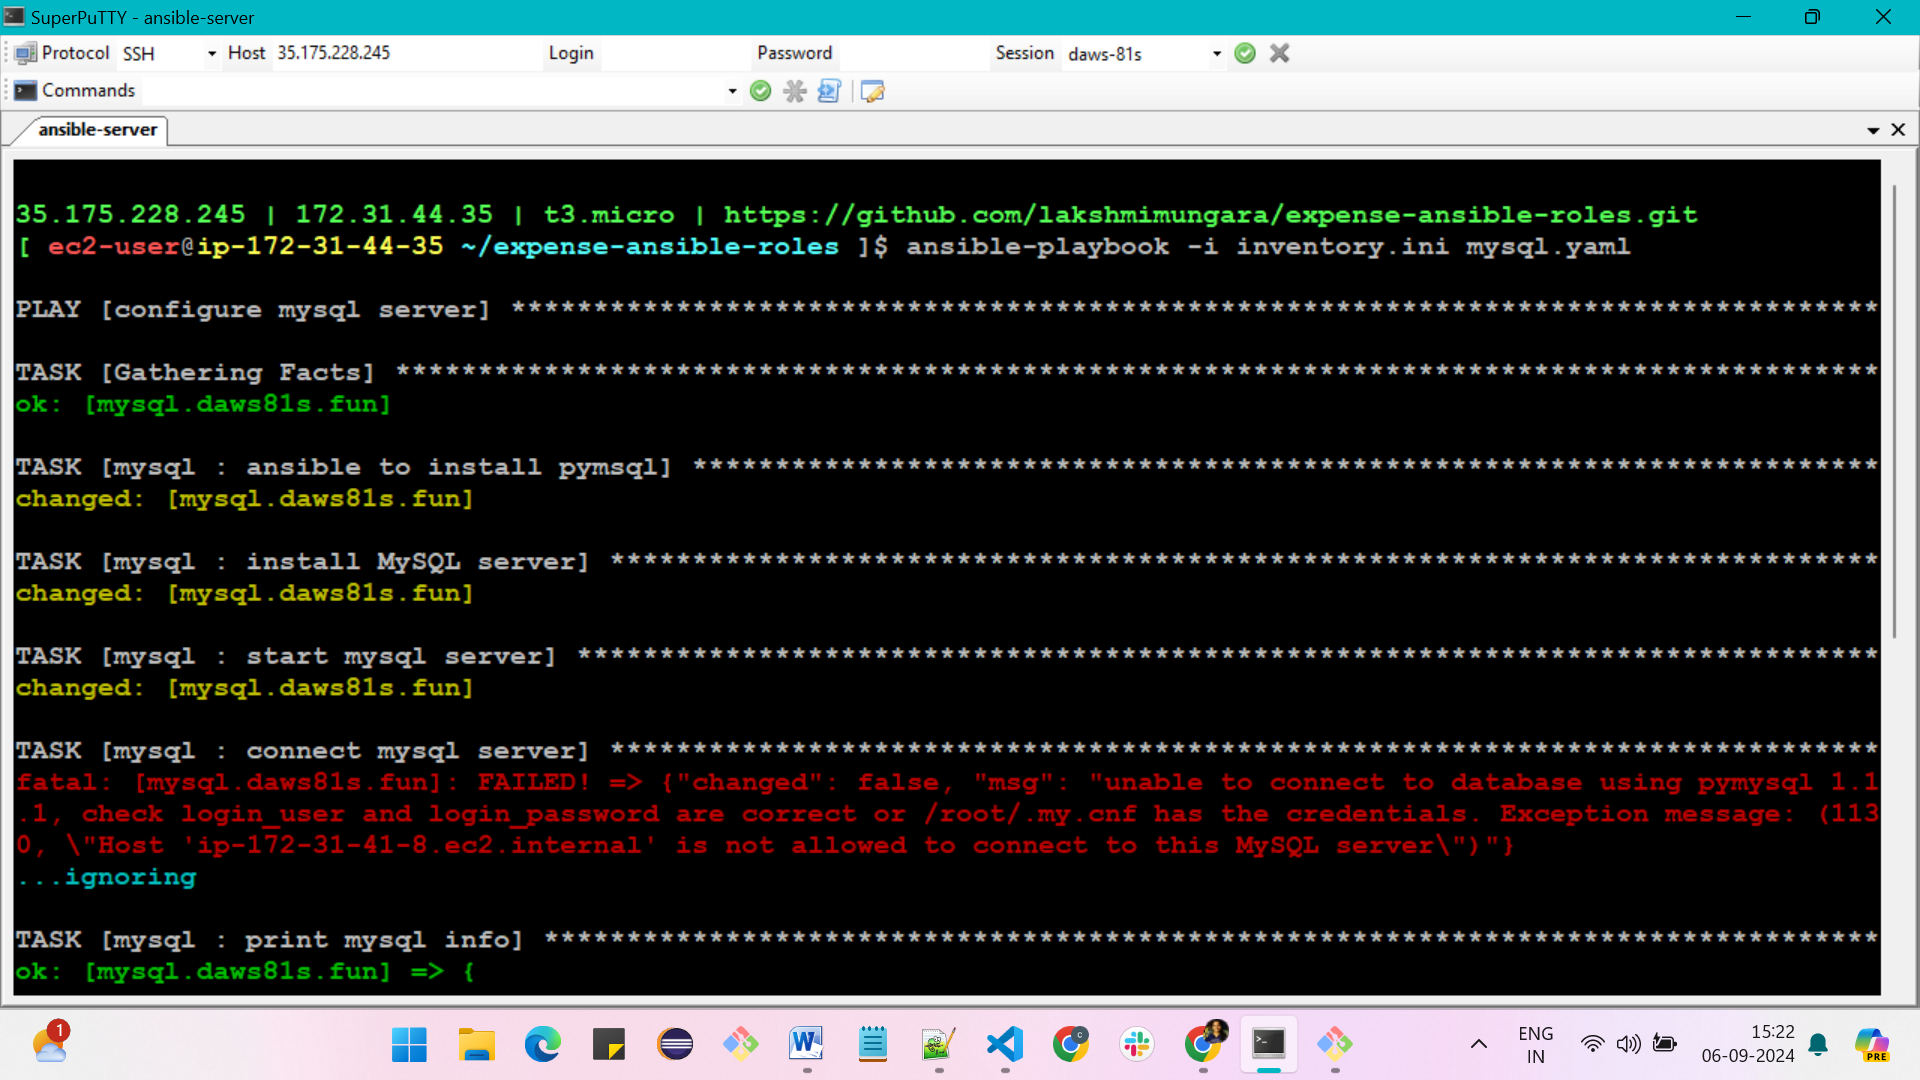 SuperPuTTY - ansible-server
Protocol SSH Host 35.175.228.245 Login Password Session daws-81s
Commands
ansible-server
35.175.228.245 | 172.31.44.35 | t3.micro | https://github.com/lakshmimungara/expense-ansible-roles.git
[ ec2-user@ip-172-31-44-35 ~/expense-ansible-roles ]$ ansible-playbook -i inventory.ini mysql.yaml
PLAY [configure mysql server] ***********************************************************************************
TASK [Gathering Facts] ******************************************************************************************
ok: [mysql.daws81s.fun]
TASK [mysql : ansible to install pymsql] ************************************************************************
changed: [mysql.daws81s.fun]
TASK [mysql : install MySQL server] *****************************************************************************
changed: [mysql.daws81s.fun]
TASK [mysql : start mysql server] *******************************************************************************
changed: [mysql.daws81s.fun]
TASK [mysql : connect mysql server] *****************************************************************************
fatal: [mysql.daws81s.fun]: FAILED! => {"changed": false, "msg": "unable to connect to database using pymysql 1.1
.1, check login_user and login_password are correct or /root/.my.cnf has the credentials. Exception message: (113
0, \"Host 'ip-172-31-41-8.ec2.internal' is not allowed to connect to this MySQL server\")"}
...ignoring
TASK [mysql : print mysql info] *********************************************************************************
ok: [mysql.daws81s.fun] => {
1
ENG
IN
15:22
06-09-2024
PRE